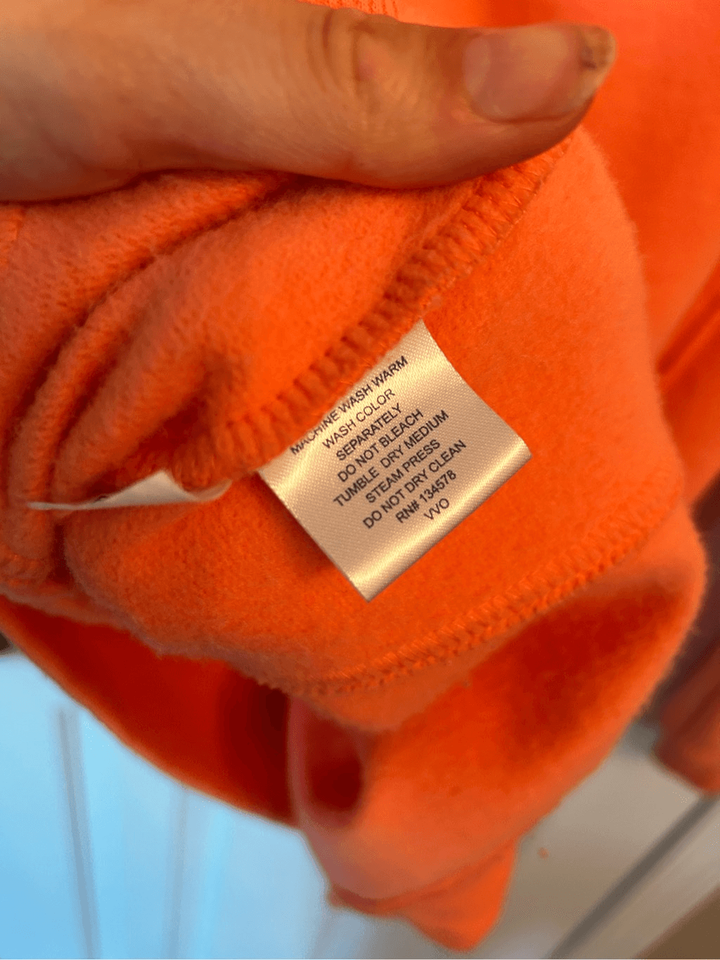 MACHINE WASH WARM
WASH COLOR
SEPARATELY
DO NOT BLEACH
TUMBLE DRY MEDIUM
STEAM PRESS
DO NOT DRY CLEAN
RN# 134578
VVO